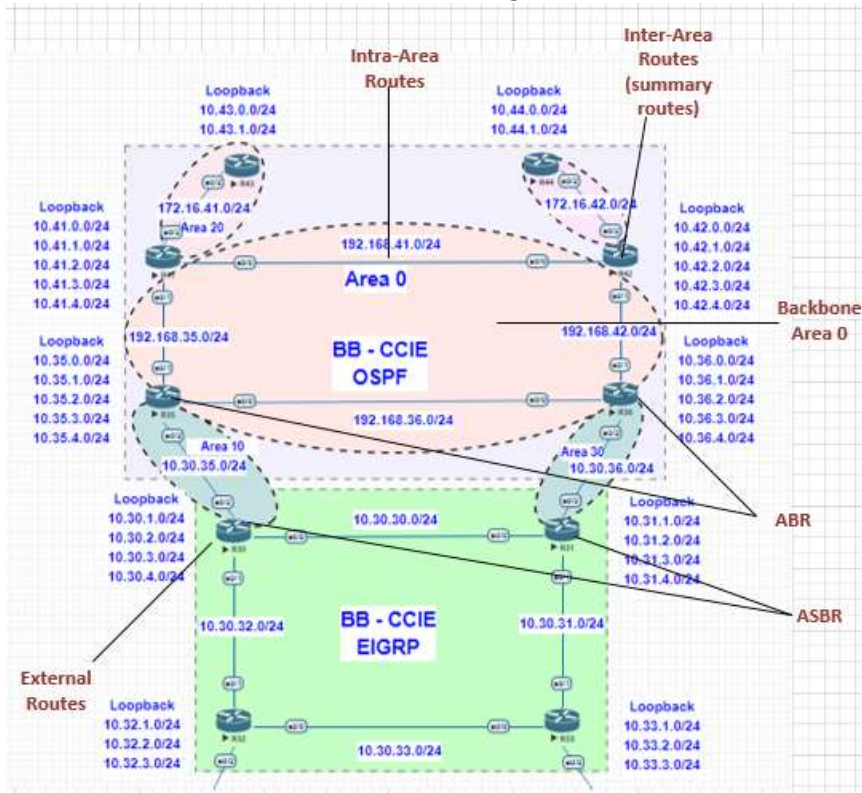 Intra-Area
Routes
Inter-Area
Routes
(summary
routes)
Loopback
10.43.0.0/24
10.43.1.0/24
Loopback
10.44.0.0/24
10.44.1.0/24
172.16.41.0/24
Area 20
172.16.42.0/24
Loopback
10.41.0.0/24
10.41.1.0/24
10.41.2.0/24
10.41.3.0/24
10.41.4.0/24
192.168.41.0/24
Area 0
Loopback
10.42.0.0/24
10.42.1.0/24
10.42.2.0/24
10.42.3.0/24
10.42.4.0/24
Backbone
Area 0
192.168.35.0/24
192.168.42.0/24
BB - CCIE
OSPF
Loopback
10.35.0.0/24
10.35.1.0/24
10.35.2.0/24
10.35.3.0/24
10.35.4.0/24
192.168.36.0/24
Loopback
10.36.0.0/24
10.36.1.0/24
10.36.2.0/24
10.36.3.0/24
10.36.4.0/24
Area 10
10.30.35.0/24
Area 30
10.30.36.0/24
ABR
Loopback
10.30.1.0/24
10.30.2.0/24
10.30.3.0/24
10.30.4.0/24
10.30.30.0/24
Loopback
10.31.1.0/24
10.31.2.0/24
10.31.3.0/24
10.31.4.0/24
ASBR
10.30.32.0/24
BB - CCIE
EIGRP
10.30.31.0/24
External
Routes
Loopback
10.32.1.0/24
10.32.2.0/24
10.32.3.0/24
10.30.33.0/24
Loopback
10.33.1.0/24
10.33.2.0/24
10.33.3.0/24